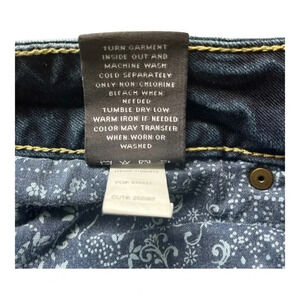 TURN GARMENT
INSIDE OUT AND
MACHINE WASH
COLD SEPARATELY
ONLY NON-CHLORINE
BLEACH WHEN
NEEDED
TUMBLE DRY LOW
WARM IRON IF NEEDED
COLOR MAY TRANSFER
WHEN WORN OR
WASHED
CUT#